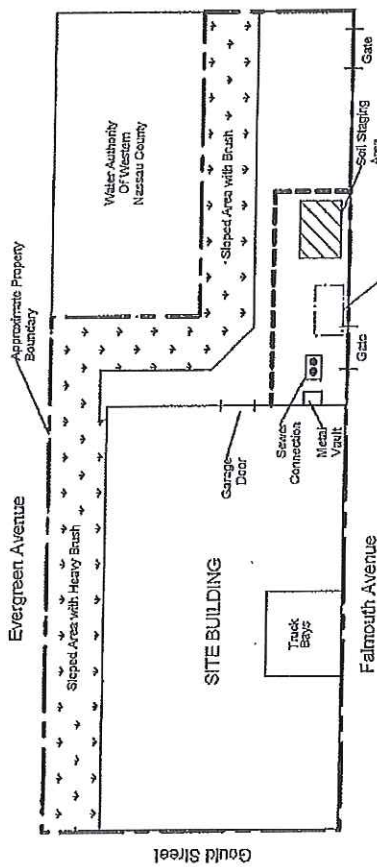 Evergreen Avenue
Approximate Property
Boundary
Water Authority
Of Western
Nassau County
Sloped Area with Heavy Brush
Sloped Area with Brush
Garage
Door
SITE BUILDING
Sewer
Connection
Metal
Vault
Truck
Bays
Gate
Soil Staging
Area
Gate
Falmouth Avenue
Gould Street